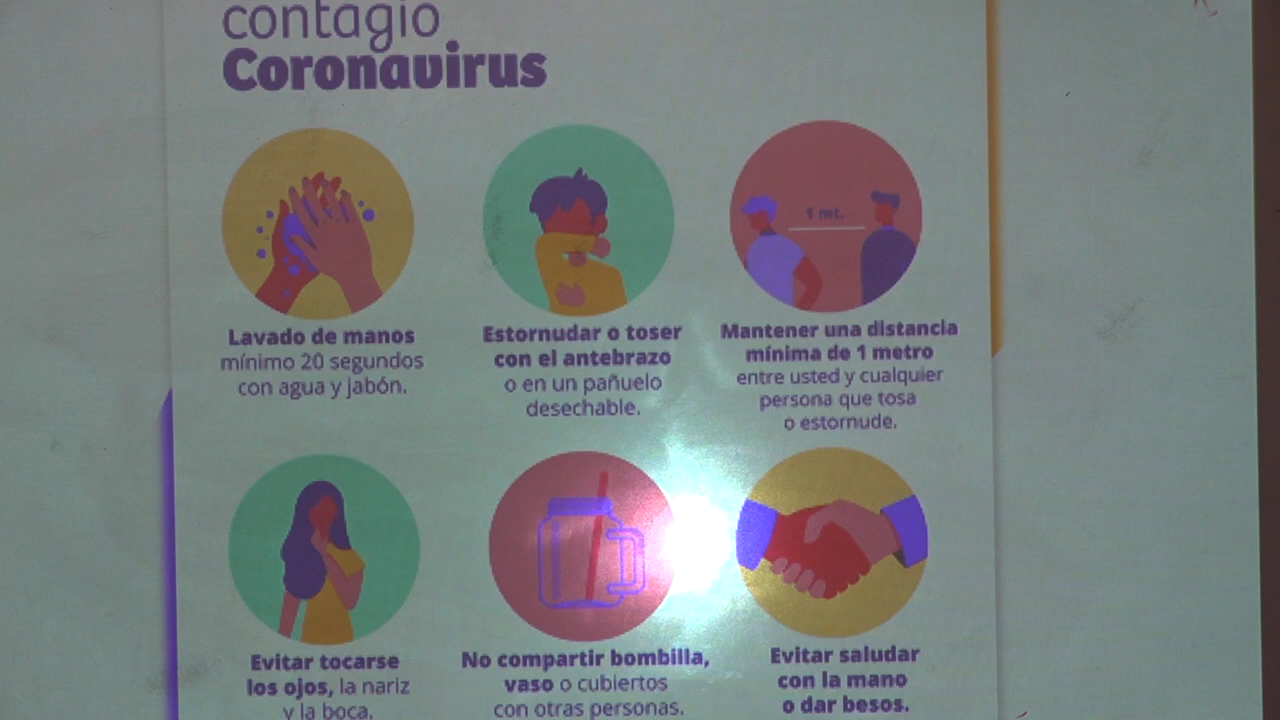 contagio
Coronavirus
1 mt.
Lavado de manos
mínimo 20 segundos
con agua y jabón.
Estornudar o toser
con el antebrazo
o en un pañuelo
desechable.
Mantener una distancia
mínima de 1 metro
entre usted y cualquier
persona que tosa
o estornude.
Evitar tocarse
los ojos, la nariz
y la boca.
No compartir bombilla,
vaso o cubiertos
con otras personas.
Evitar saludar
con la mano
o dar besos.